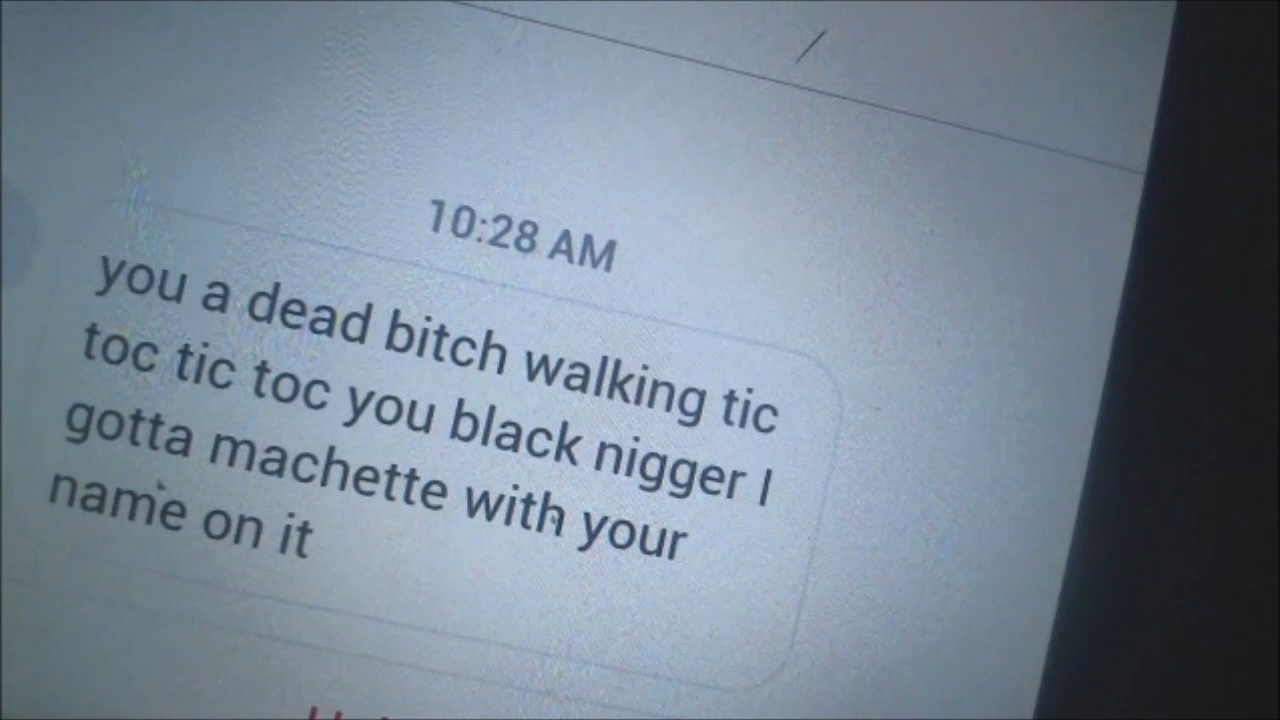 10:28 AM
you a dead bitch walking tic
toc tic toc you black nigger I
gotta machette with your
name on it